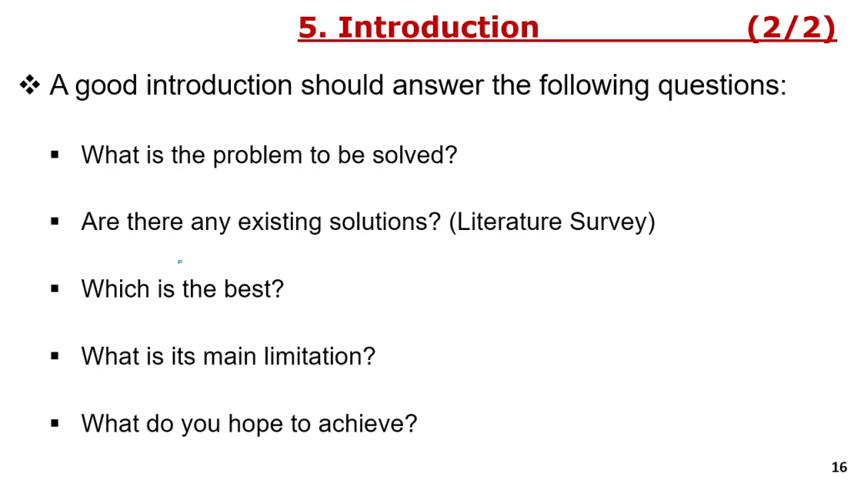 5. Introduction (2/2)
❖ A good introduction should answer the following questions:
▪ What is the problem to be solved?
▪ Are there any existing solutions? (Literature Survey)
▪ Which is the best?
▪ What is its main limitation?
▪ What do you hope to achieve?
16